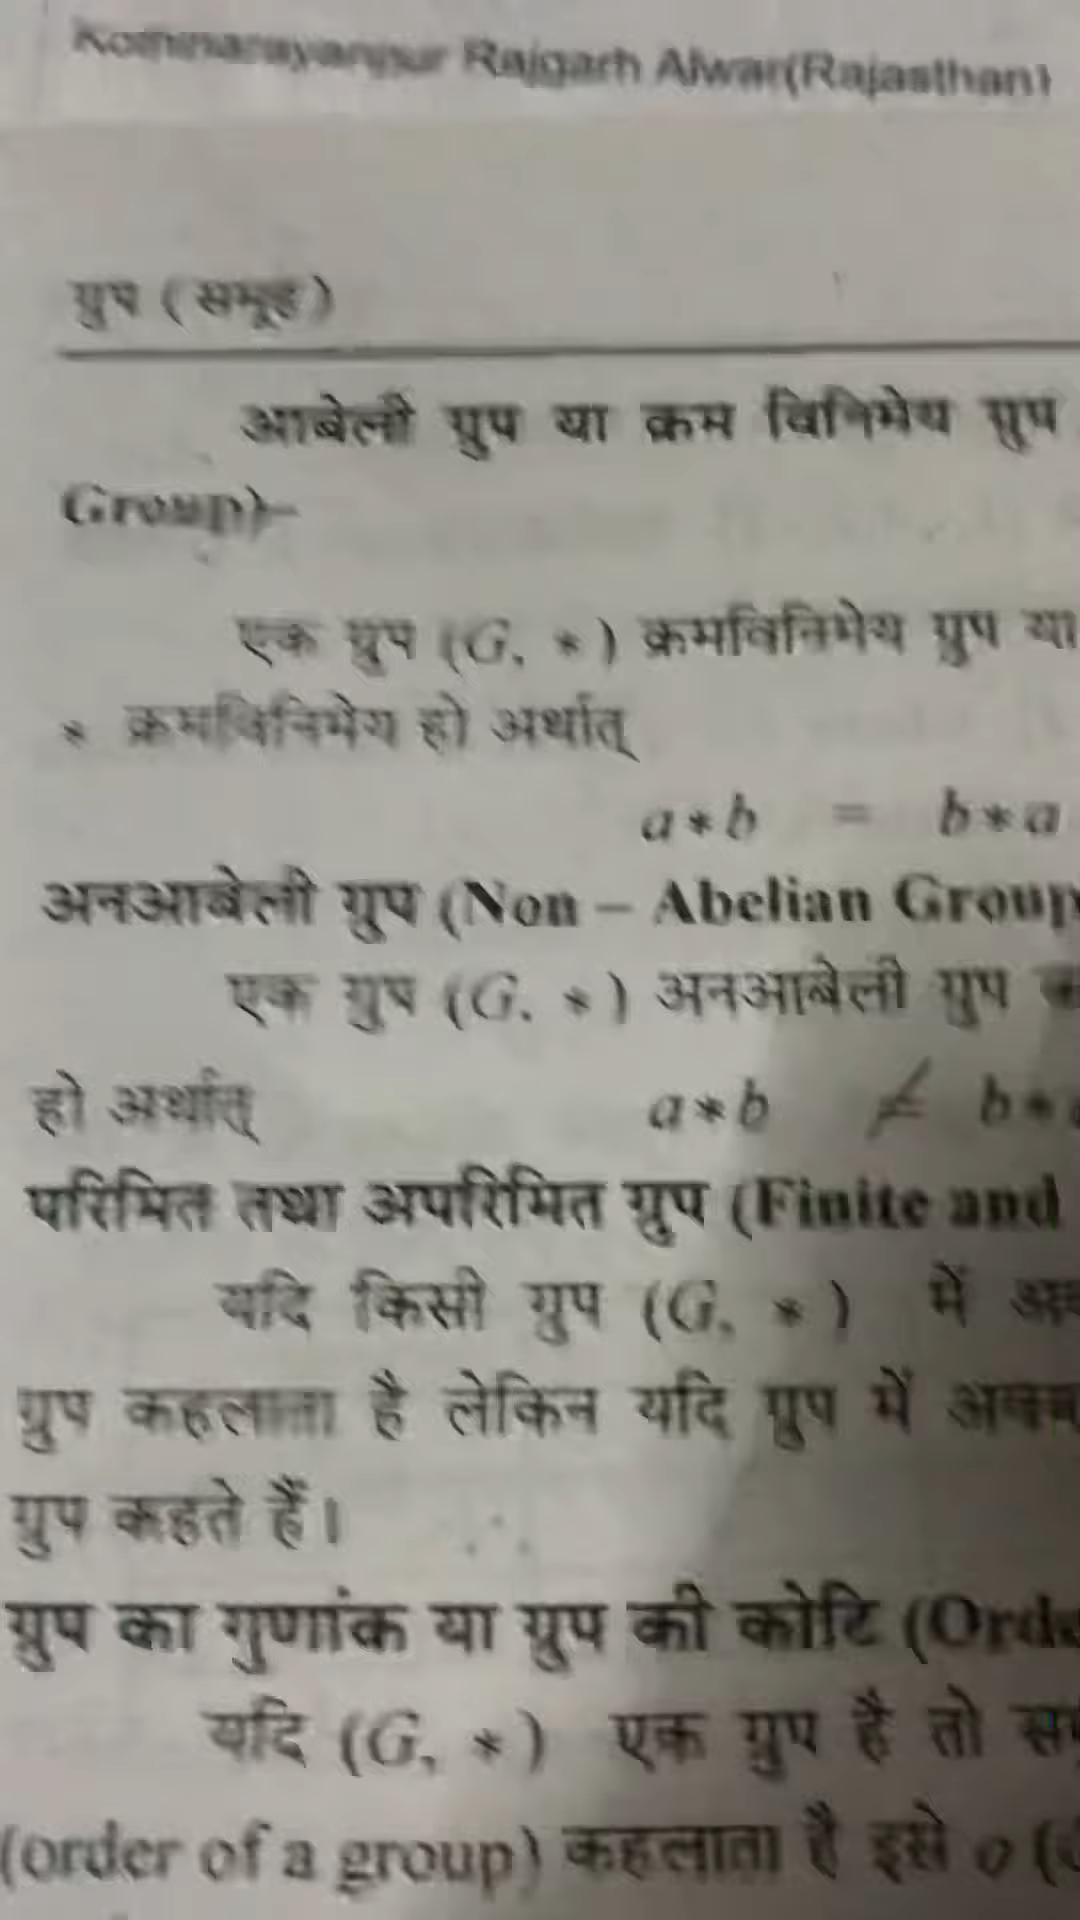 Rajgarh Alwar(Rajasthan)
ग्रुप (समूह)
आबेली ग्रुप या क्रम विनिमेय ग्रुप
Group)–
एक ग्रुप (G, *) क्रमविनिमेय ग्रुप या
* क्रमविनिमेय हो अर्थात्
a * b = b * a
अनआबेली ग्रुप (Non – Abelian Group
एक ग्रुप (G. *) अनआबेली ग्रुप
हो अर्थात् a * b ≠ b *
परिमित तथा अपरिमित ग्रुप (Finite and
यदि किसी ग्रुप (G, *) में
ग्रुप कहलाता है लेकिन यदि ग्रुप में
ग्रुप कहते हैं।
ग्रुप का गुणांक या ग्रुप की कोटि (Orde
यदि (G, *) एक ग्रुप है तो
(order of a group) कहलाता है इसे o (